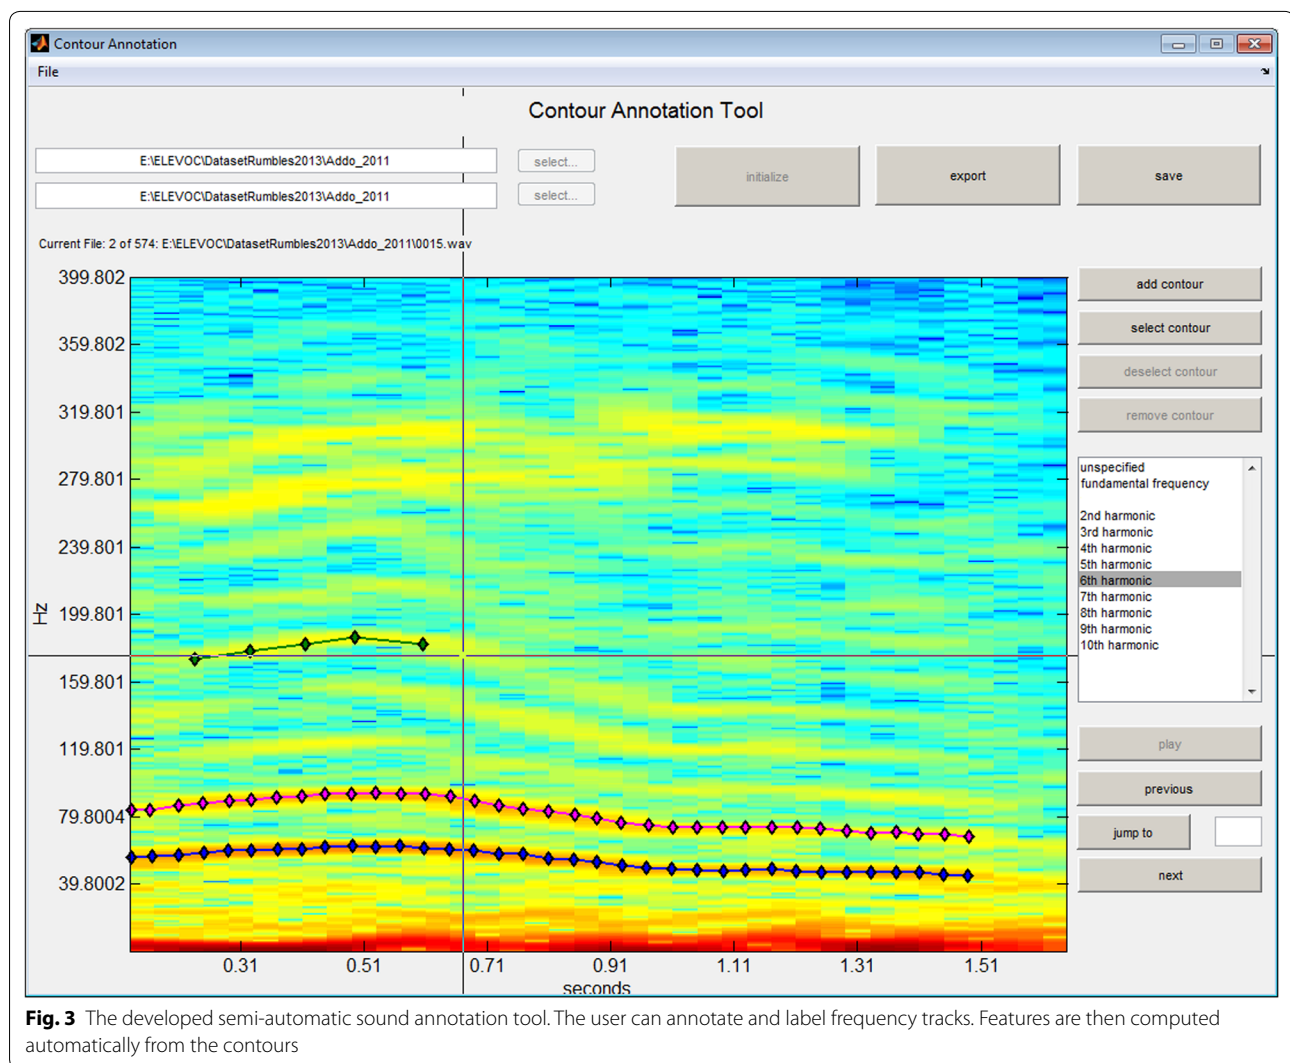 Contour Annotation
File
Contour Annotation Tool
E:\ELEVOC\DatasetRumbles2013\Addo_2011
select...
initialize
export
save
E:\ELEVOC\DatasetRumbles2013\Addo_2011
select...
Current File: 2 of 574: E:\ELEVOC\DatasetRumbles2013\Addo_2011\0015.wav
399.802
359.802
319.801
279.801
239.801
199.801
159.801
119.801
79.8004
39.8002
Hz
0.31 0.51 0.71 0.91 1.11 1.31 1.51
seconds
add contour
select contour
deselect contour
remove contour
unspecified
fundamental frequency
2nd harmonic
3rd harmonic
4th harmonic
5th harmonic
6th harmonic
7th harmonic
8th harmonic
9th harmonic
10th harmonic
play
previous
jump to
next
Fig. 3 The developed semi-automatic sound annotation tool. The user can annotate and label frequency tracks. Features are then computed
automatically from the contours